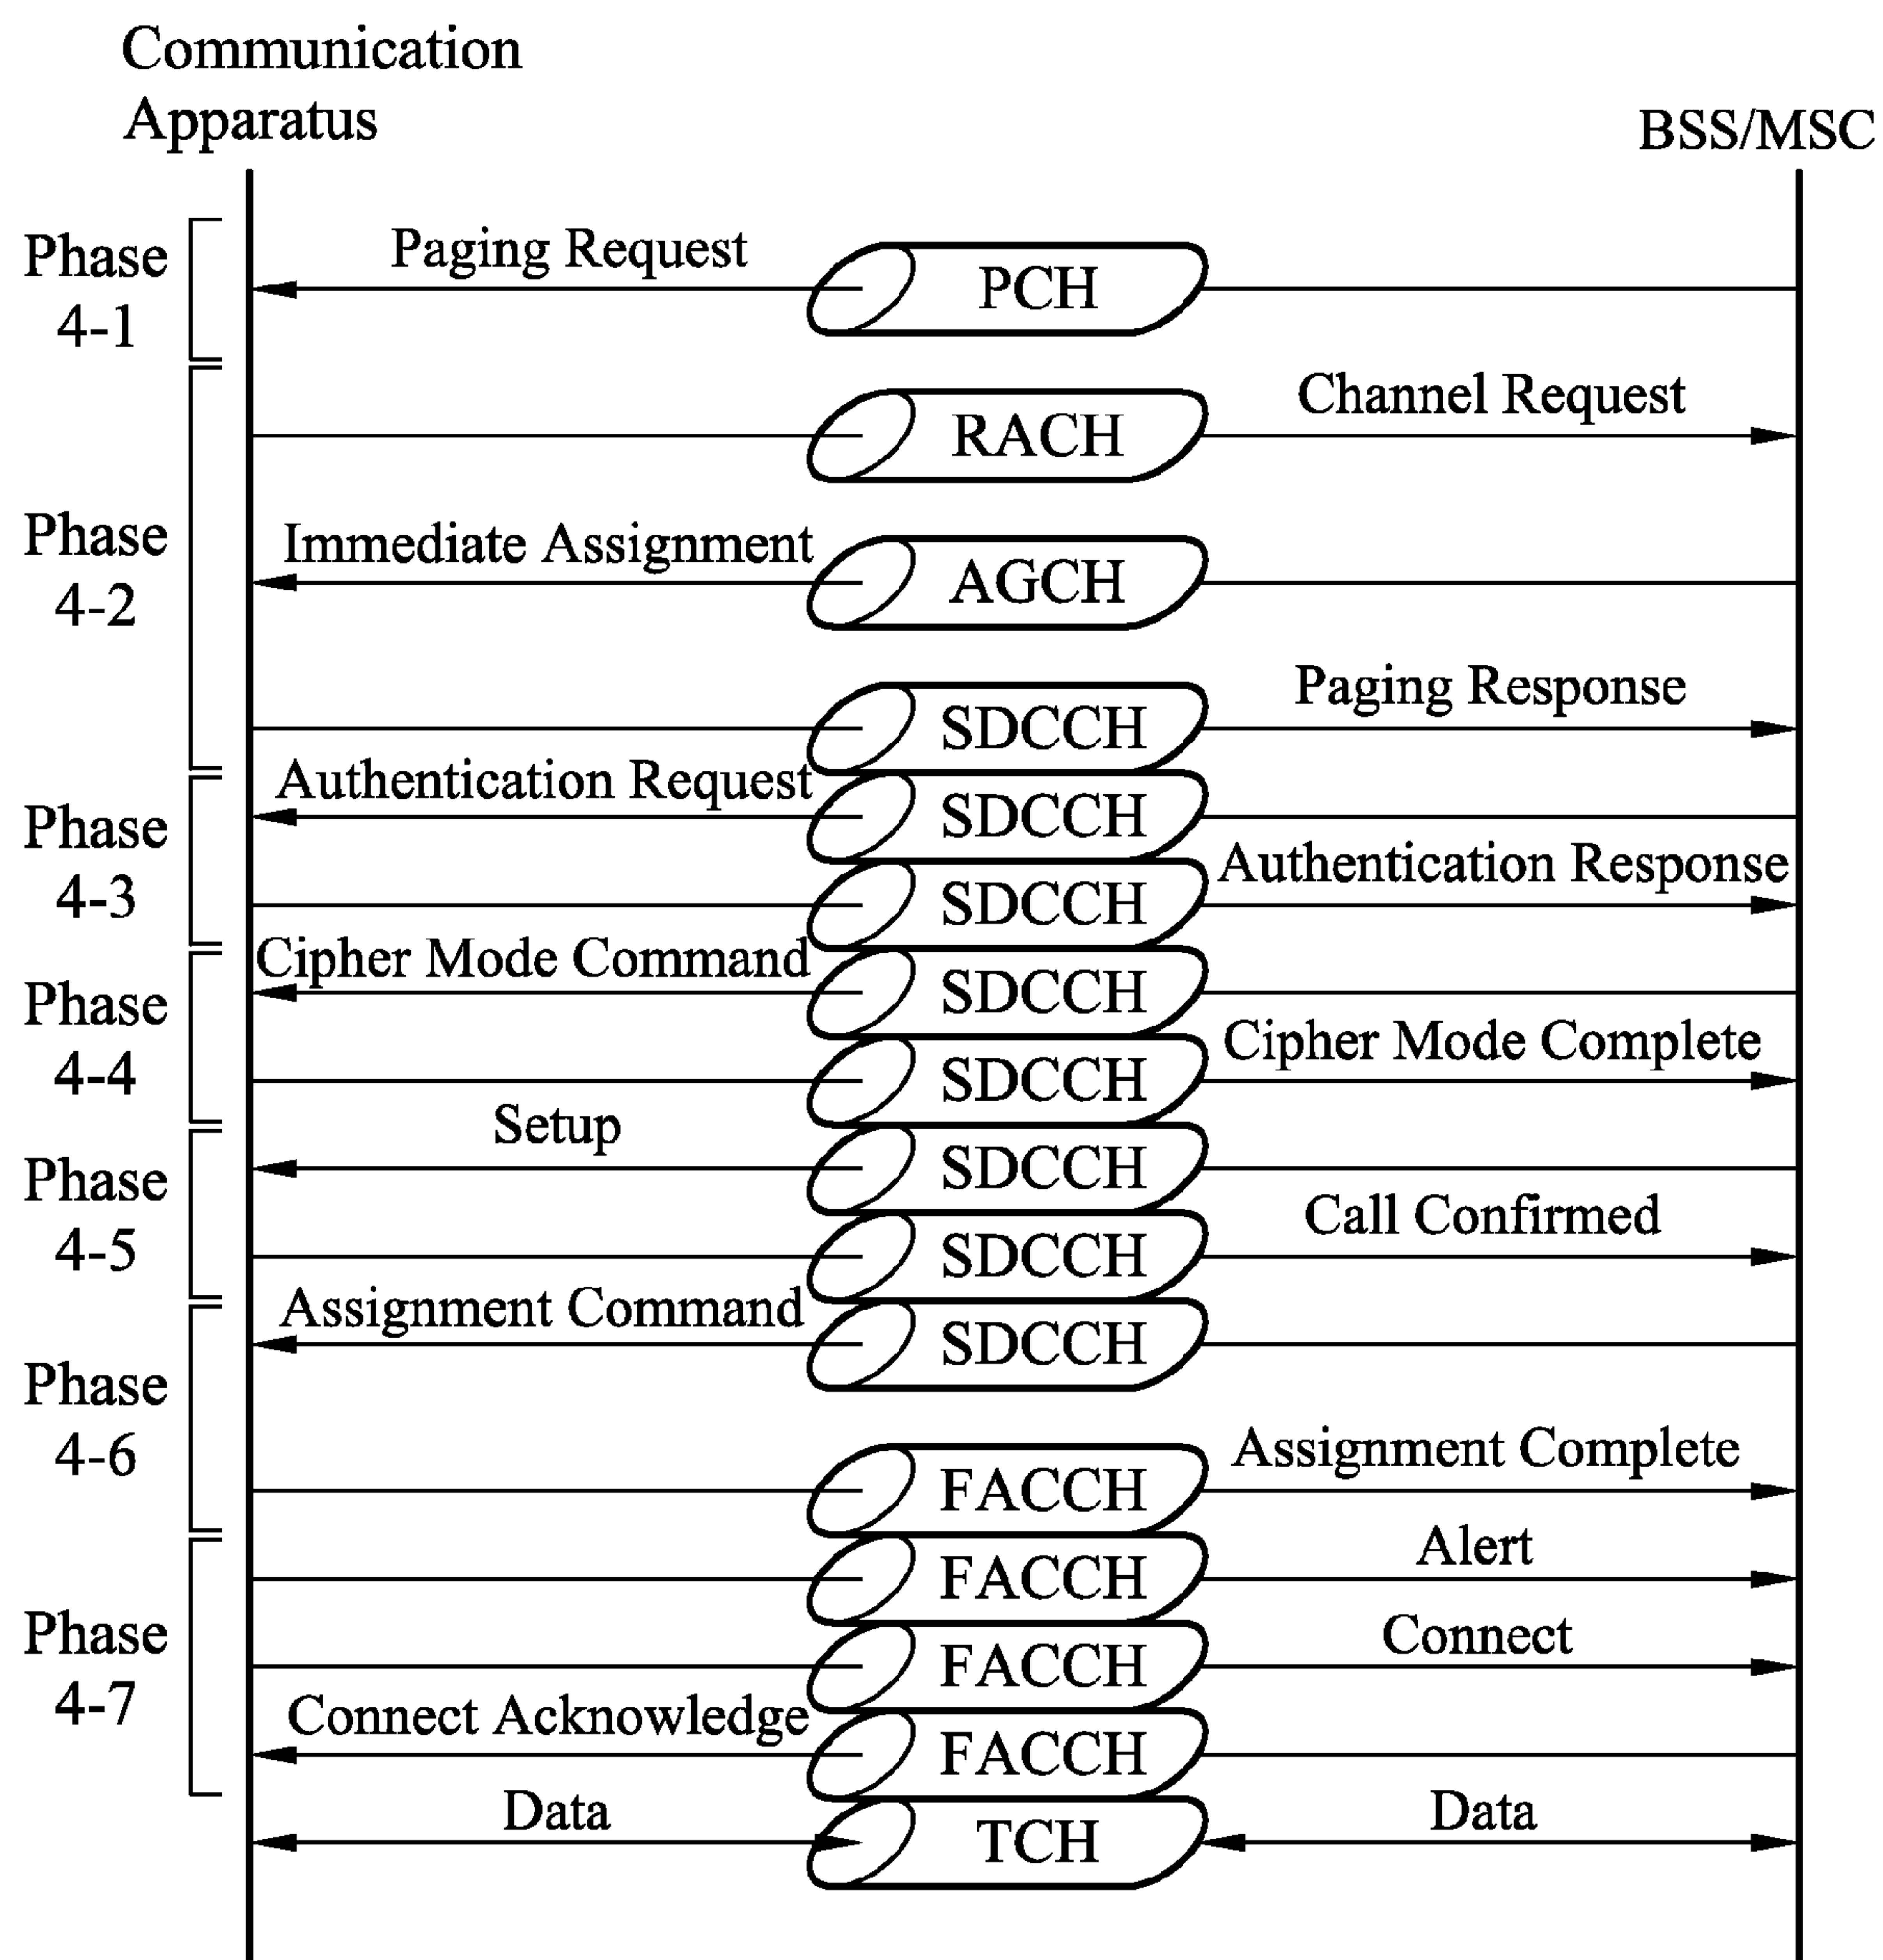 Communication
Apparatus
BSS/MSC
Phase
4-1
Paging Request
PCH
Phase
4-2
RACH
Channel Request
Immediate Assignment
AGCH
SDCCH
Paging Response
Phase
4-3
Authentication Request
SDCCH
SDCCH
Authentication Response
Phase
4-4
Cipher Mode Command
SDCCH
SDCCH
Cipher Mode Complete
Phase
4-5
Setup
SDCCH
SDCCH
Call Confirmed
Phase
4-6
Assignment Command
SDCCH
FACCH
Assignment Complete
Phase
4-7
FACCH
Alert
FACCH
Connect
Connect Acknowledge
FACCH
Data
TCH
Data